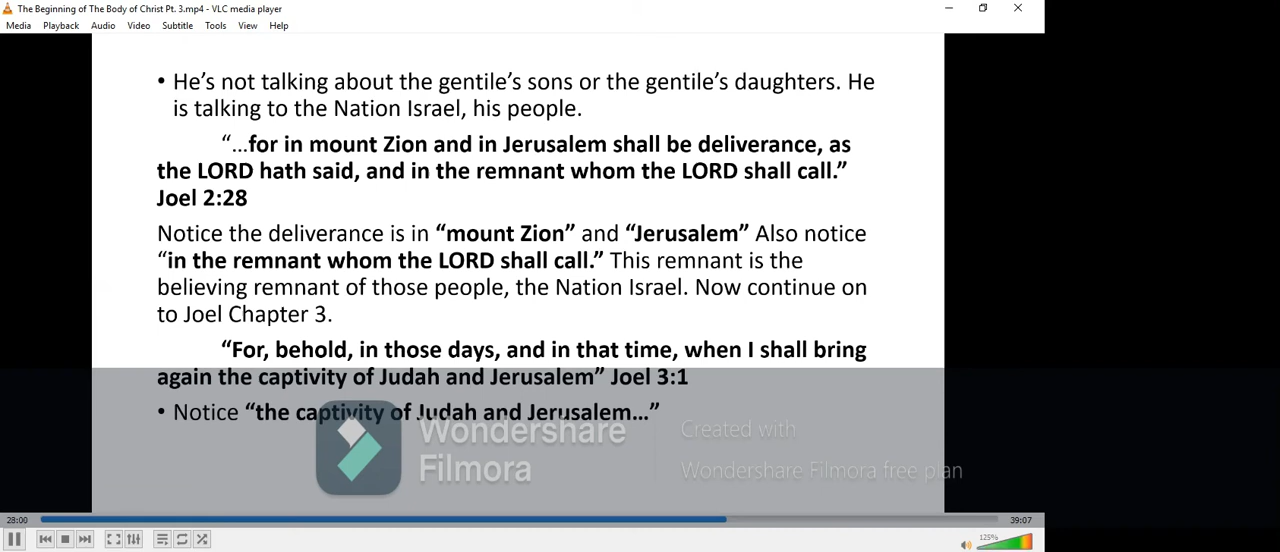 The Beginning of The Body of Christ Pt. 3.mp4 - VLC media player
Media Playback Audio Video Subtitle Tools View Help
• He’s not talking about the gentile’s sons or the gentile’s daughters. He
is talking to the Nation Israel, his people.
“…for in mount Zion and in Jerusalem shall be deliverance, as
the LORD hath said, and in the remnant whom the LORD shall call.”
Joel 2:28
Notice the deliverance is in “mount Zion” and “Jerusalem” Also notice
“in the remnant whom the LORD shall call.” This remnant is the
believing remnant of those people, the Nation Israel. Now continue on
to Joel Chapter 3.
“For, behold, in those days, and in that time, when I shall bring
again the captivity of Judah and Jerusalem” Joel 3:1
• Notice “the captivity of Judah and Jerusalem…”
Wondershare
Filmora
Created with
Wondershare Filmora free plan
28:00
39:07
125%